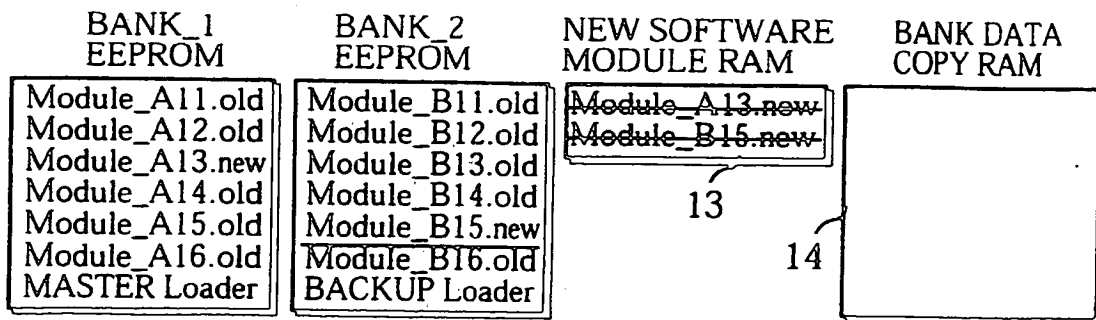 BANK_1
EEPROM
Module_A11.old
Module_A12.old
Module_A13.new
Module_A14.old
Module_A15.old
Module_A16.old
MASTER Loader
BANK_2
EEPROM
Module_B11.old
Module_B12.old
Module_B13.old
Module_B14.old
Module_B15.new
Module_B16.old
BACKUP Loader
NEW SOFTWARE
MODULE RAM
Module_A13.new
Module_B15.new
13
BANK DATA
COPY RAM
14